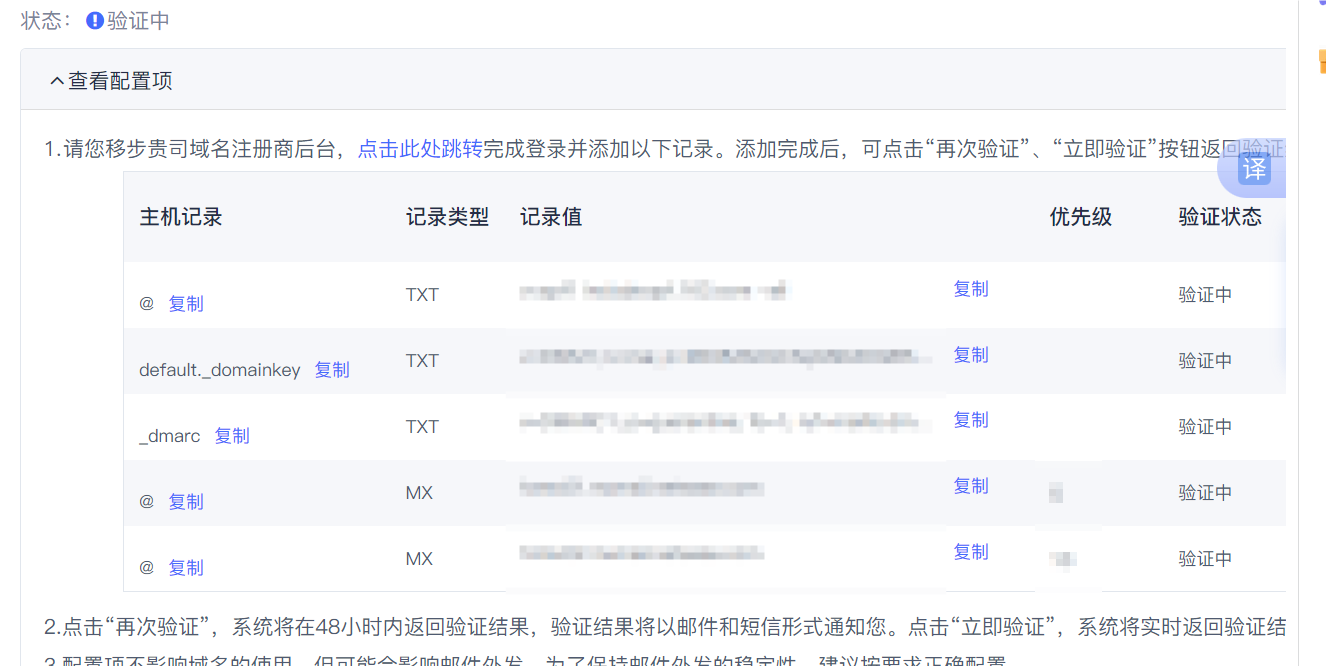 状态： 验证中
查看配置项
1.请您移步贵司域名注册商后台，点击此处跳转完成登录并添加以下记录。添加完成后，可点击“再次验证”、“立即验证”按钮返回验证
译
主机记录 记录类型 记录值 优先级 验证状态
@ 复制 TXT 复制 验证中
default._domainkey 复制 TXT 复制 验证中
_dmarc 复制 TXT 复制 验证中
@ 复制 MX 复制 验证中
@ 复制 MX 复制 验证中
2.点击“再次验证”，系统将在48小时内返回验证结果，验证结果将以邮件和短信形式通知您。点击“立即验证”，系统将实时返回验证结
3.配置项不影响域名的使用，但可能会影响邮件外发，为了保持邮件外发的稳定性，建议按要求正确配置